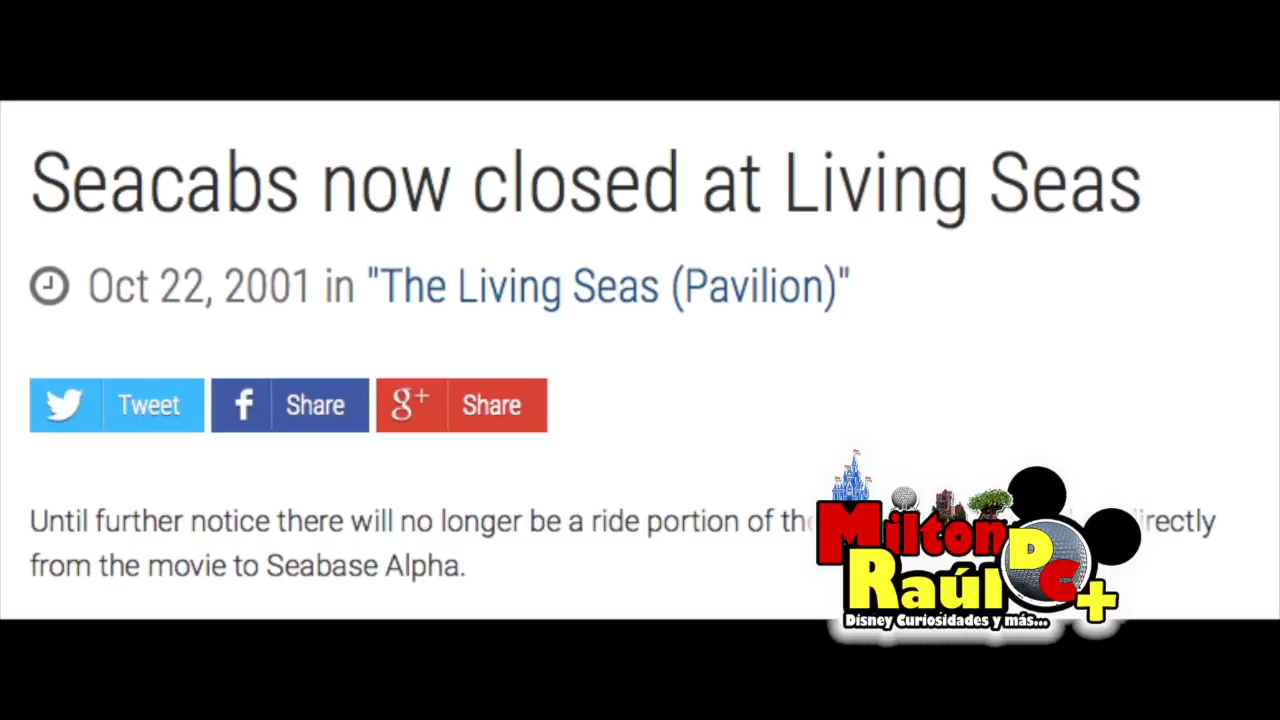 Seacabs now closed at Living Seas
Oct 22, 2001 in "The Living Seas (Pavilion)"
Tweet
Share
g+ Share
Until further notice there will no longer be a ride portion of the directly
from the movie to Seabase Alpha.
Milton
Raúl
DC+
Disney Curiosidades y más...